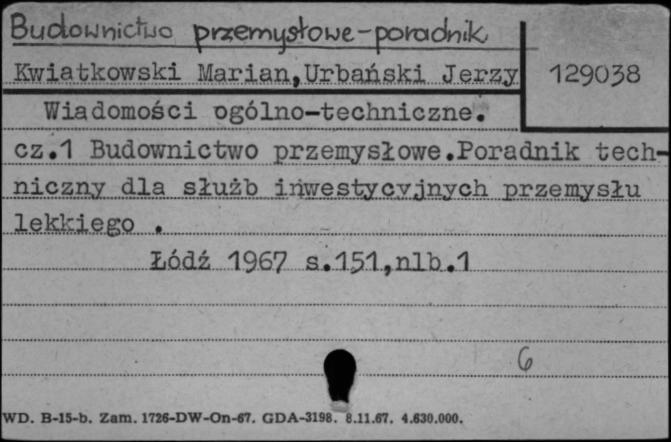 Budownictwo przemysłowe-poradnik
Kwiatkowski Marian,Urbański Jerzy
129038
Wiadomości ogólno-techniczne.
cz.1 Budownictwo przemysłowe.Poradnik tech-
niczny dla służb inwestycyjnych przemysłu
lekkiego .
Łódź 1967 s.151,nlb.1
6
WD. B-15-b. Zam. 1726-DW-On-67. GDA-3198. 8.11.67. 4.630.000.